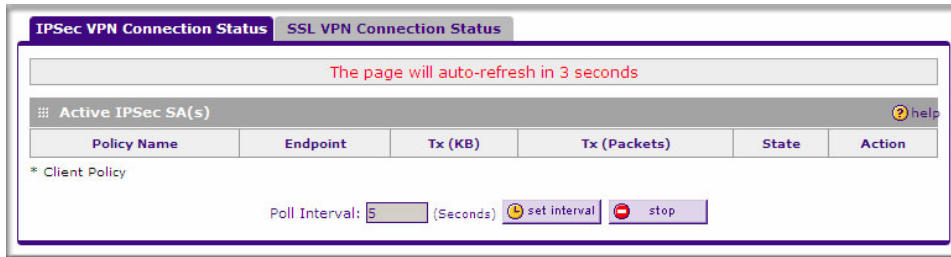 IPSec VPN Connection Status SSL VPN Connection Status
The page will auto-refresh in 3 seconds
Active IPSec SA(s) ? help
Policy Name Endpoint Tx (KB) Tx (Packets) State Action
* Client Policy
Poll Interval: 5 (Seconds) set interval stop